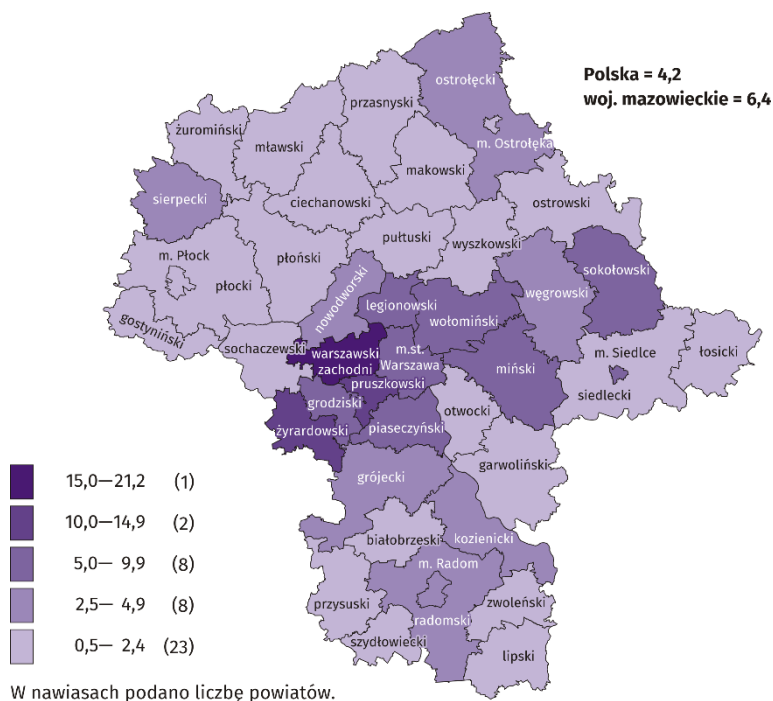 Polska = 4,2
woj. mazowieckie = 6,4
ostrołęcki
przasnyski
żuromiński
m. Ostrołęka
mławski
makowski
sierpecki
ciechanowski
ostrowski
pułtuski
wyszkowski
m. Płock
płoński
sokołowski
węgrowski
płocki
nowodworski
legionowski
wołomiński
gostyniński
sochaczewski
warszawski
zachodni
m.st.
Warszawa
m. Siedlce
łosicki
miński
pruszkowski
siedlecki
grodziski
otwocki
żyrardowski
piaseczyński
garwoliński
grójecki
białobrzeski
kozienicki
m. Radom
przysuski
zwoleński
radomski
szydłowiecki
lipski
15,0—21,2 (1)
10,0—14,9 (2)
5,0— 9,9 (8)
2,5— 4,9 (8)
0,5— 2,4 (23)
W nawiasach podano liczbę powiatów.